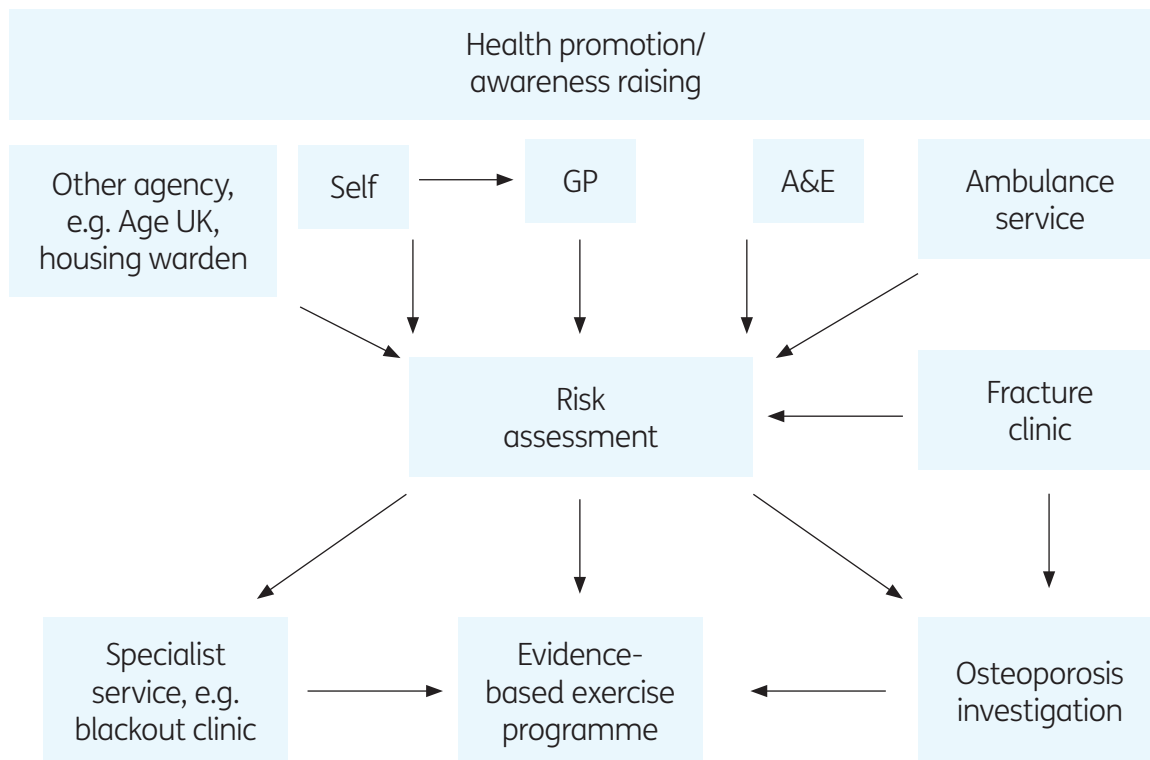 Health promotion/
awareness raising
Other agency,
e.g. Age UK,
housing warden
Self
GP
A&E
Ambulance
service
Risk
assessment
Fracture
clinic
Specialist
service, e.g.
blackout clinic
Evidence-
based exercise
programme
Osteoporosis
investigation